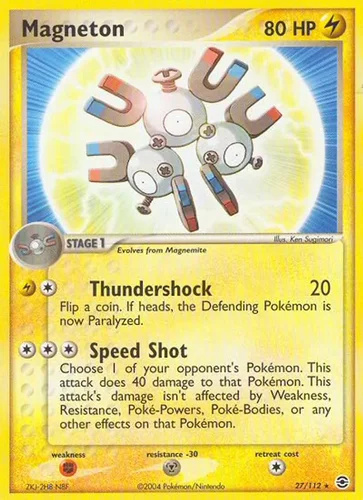 Magneton 80 HP
Illus. Ken Sugimori
STAGE 1
Evolves from Magnemite
Thundershock 20
Flip a coin. If heads, the Defending Pokémon is
now Paralyzed.
Speed Shot
Choose 1 of your opponent's Pokémon. This
attack does 40 damage to that Pokémon. This
attack's damage isn't affected by Weakness,
Resistance, Poké-Powers, Poké-Bodies, or any
other effects on that Pokémon.
weakness resistance -30 retreat cost
ZKJ-2HB-NBF ©2004 Pokémon/Nintendo 27/112 ★